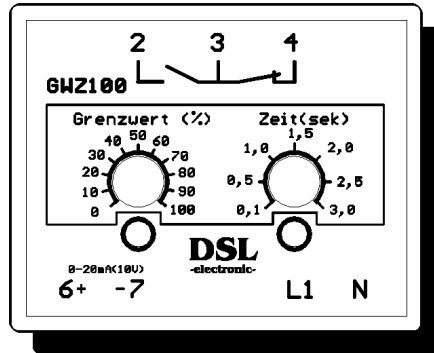 2 3 4
GWZ100
Grenzwert (%) Zeit(sek)
0 10 20 30 40 50 60 70 80 90 100
0,1 0,5 1,0 1,5 2,0 2,5 3,0
DSL
-electronic-
0-20mA(10V)
6+ -7 L1 N